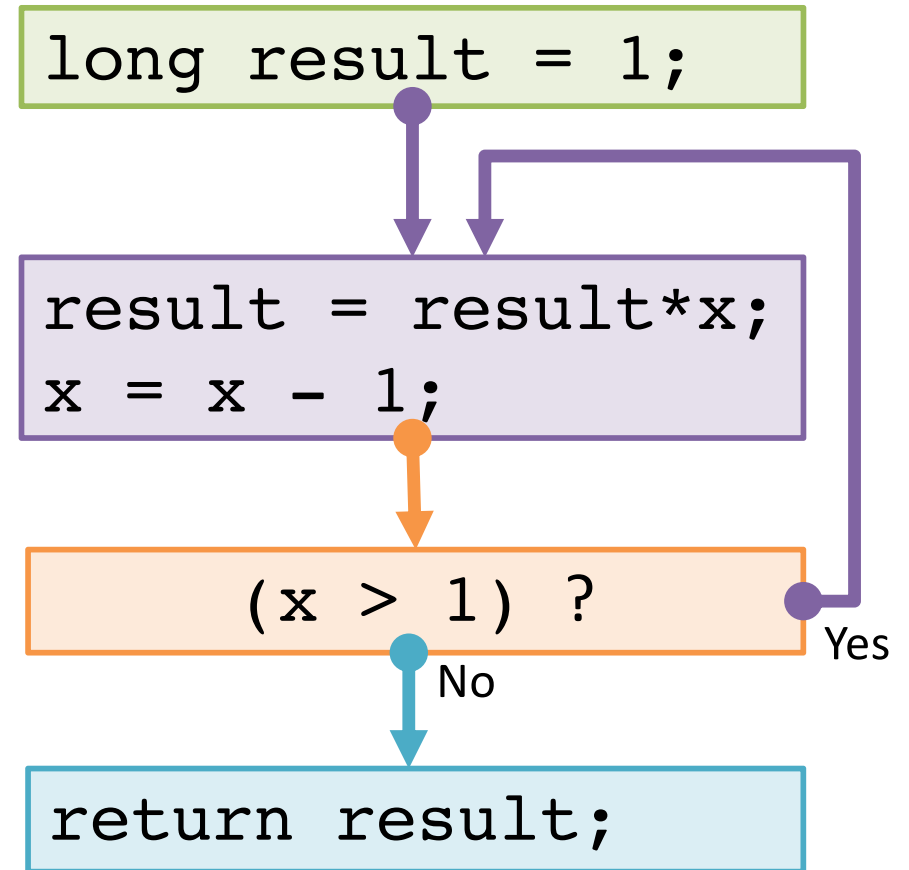 long result = 1;
result = result*x;
x = x - 1;
(x > 1) ?
Yes
No
return result;